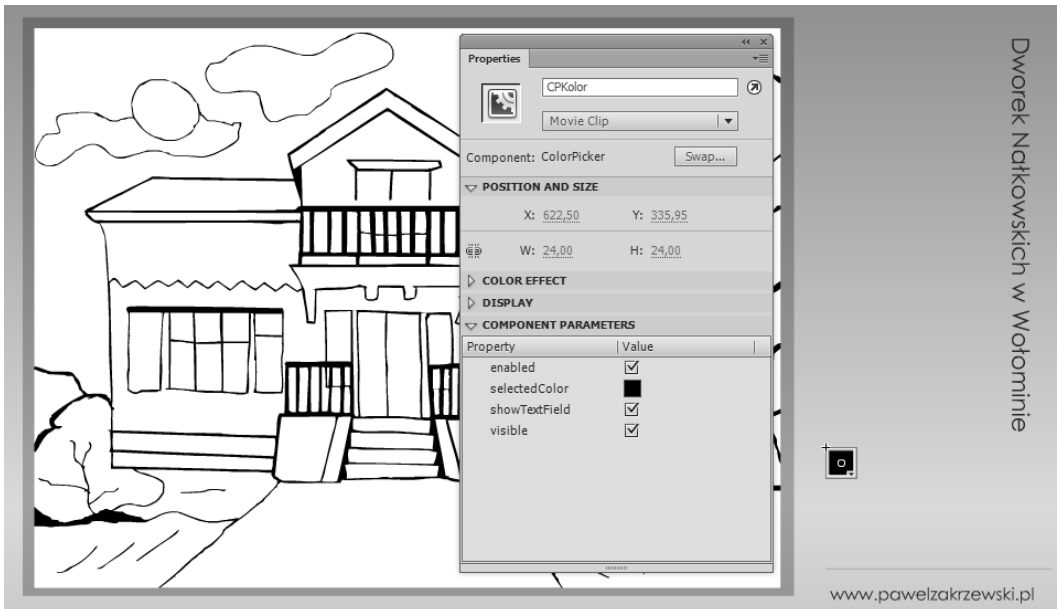 Properties
CPKolor
Movie Clip
Component: ColorPicker Swap...
POSITION AND SIZE
X: 622,50 Y: 335,95
W: 24,00 H: 24,00
COLOR EFFECT
DISPLAY
COMPONENT PARAMETERS
Property Value
enabled
selectedColor
showTextField
visible
Dworek Nałkowskich w Wołominie
www.pawelzakrzewski.pl